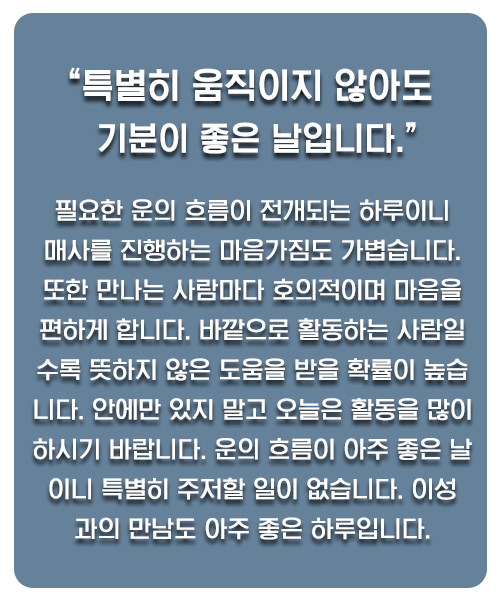 “특별히 움직이지 않아도
기분이 좋은 날입니다.”
필요한 운의 흐름이 전개되는 하루이니
매사를 진행하는 마음가짐도 가볍습니다.
또한 만나는 사람마다 호의적이며 마음을
편하게 합니다. 바깥으로 활동하는 사람일
수록 뜻하지 않은 도움을 받을 확률이 높습
니다. 안에만 있지 말고 오늘은 활동을 많이
하시기 바랍니다. 운의 흐름이 아주 좋은 날
이니 특별히 주저할 일이 없습니다. 이성
과의 만남도 아주 좋은 하루입니다.